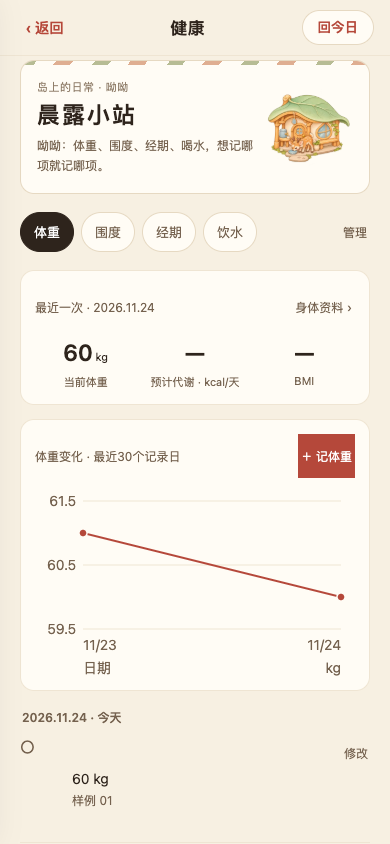 ‹ 返回
健康
回今日
岛上的日常 · 呦呦
晨露小站
呦呦：体重、围度、经期、喝水，想记哪
项就记哪项。
体重
围度
经期
饮水
管理
最近一次 · 2026.11.24
身体资料 ›
60 kg
—
—
当前体重
预计代谢 · kcal/天
BMI
体重变化 · 最近30个记录日
+ 记体重
61.5
60.5
59.5
11/23
11/24
日期
kg
2026.11.24 · 今天
修改
60 kg
样例 01